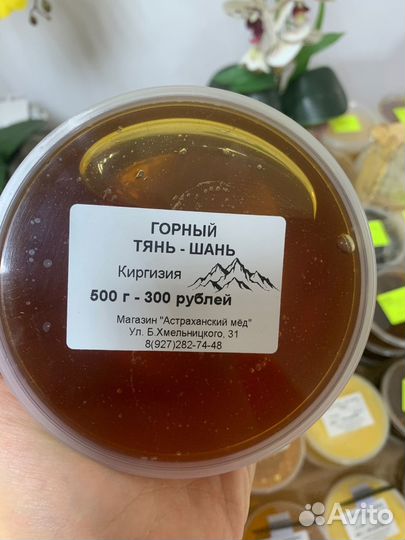 ГОРНЫЙ
ТЯНЬ - ШАНЬ
Киргизия
500 г - 300 рублей
Магазин "Астраханский мёд"
Ул. Б.Хмельницкого, 31
8(927)282-74-48
Avito